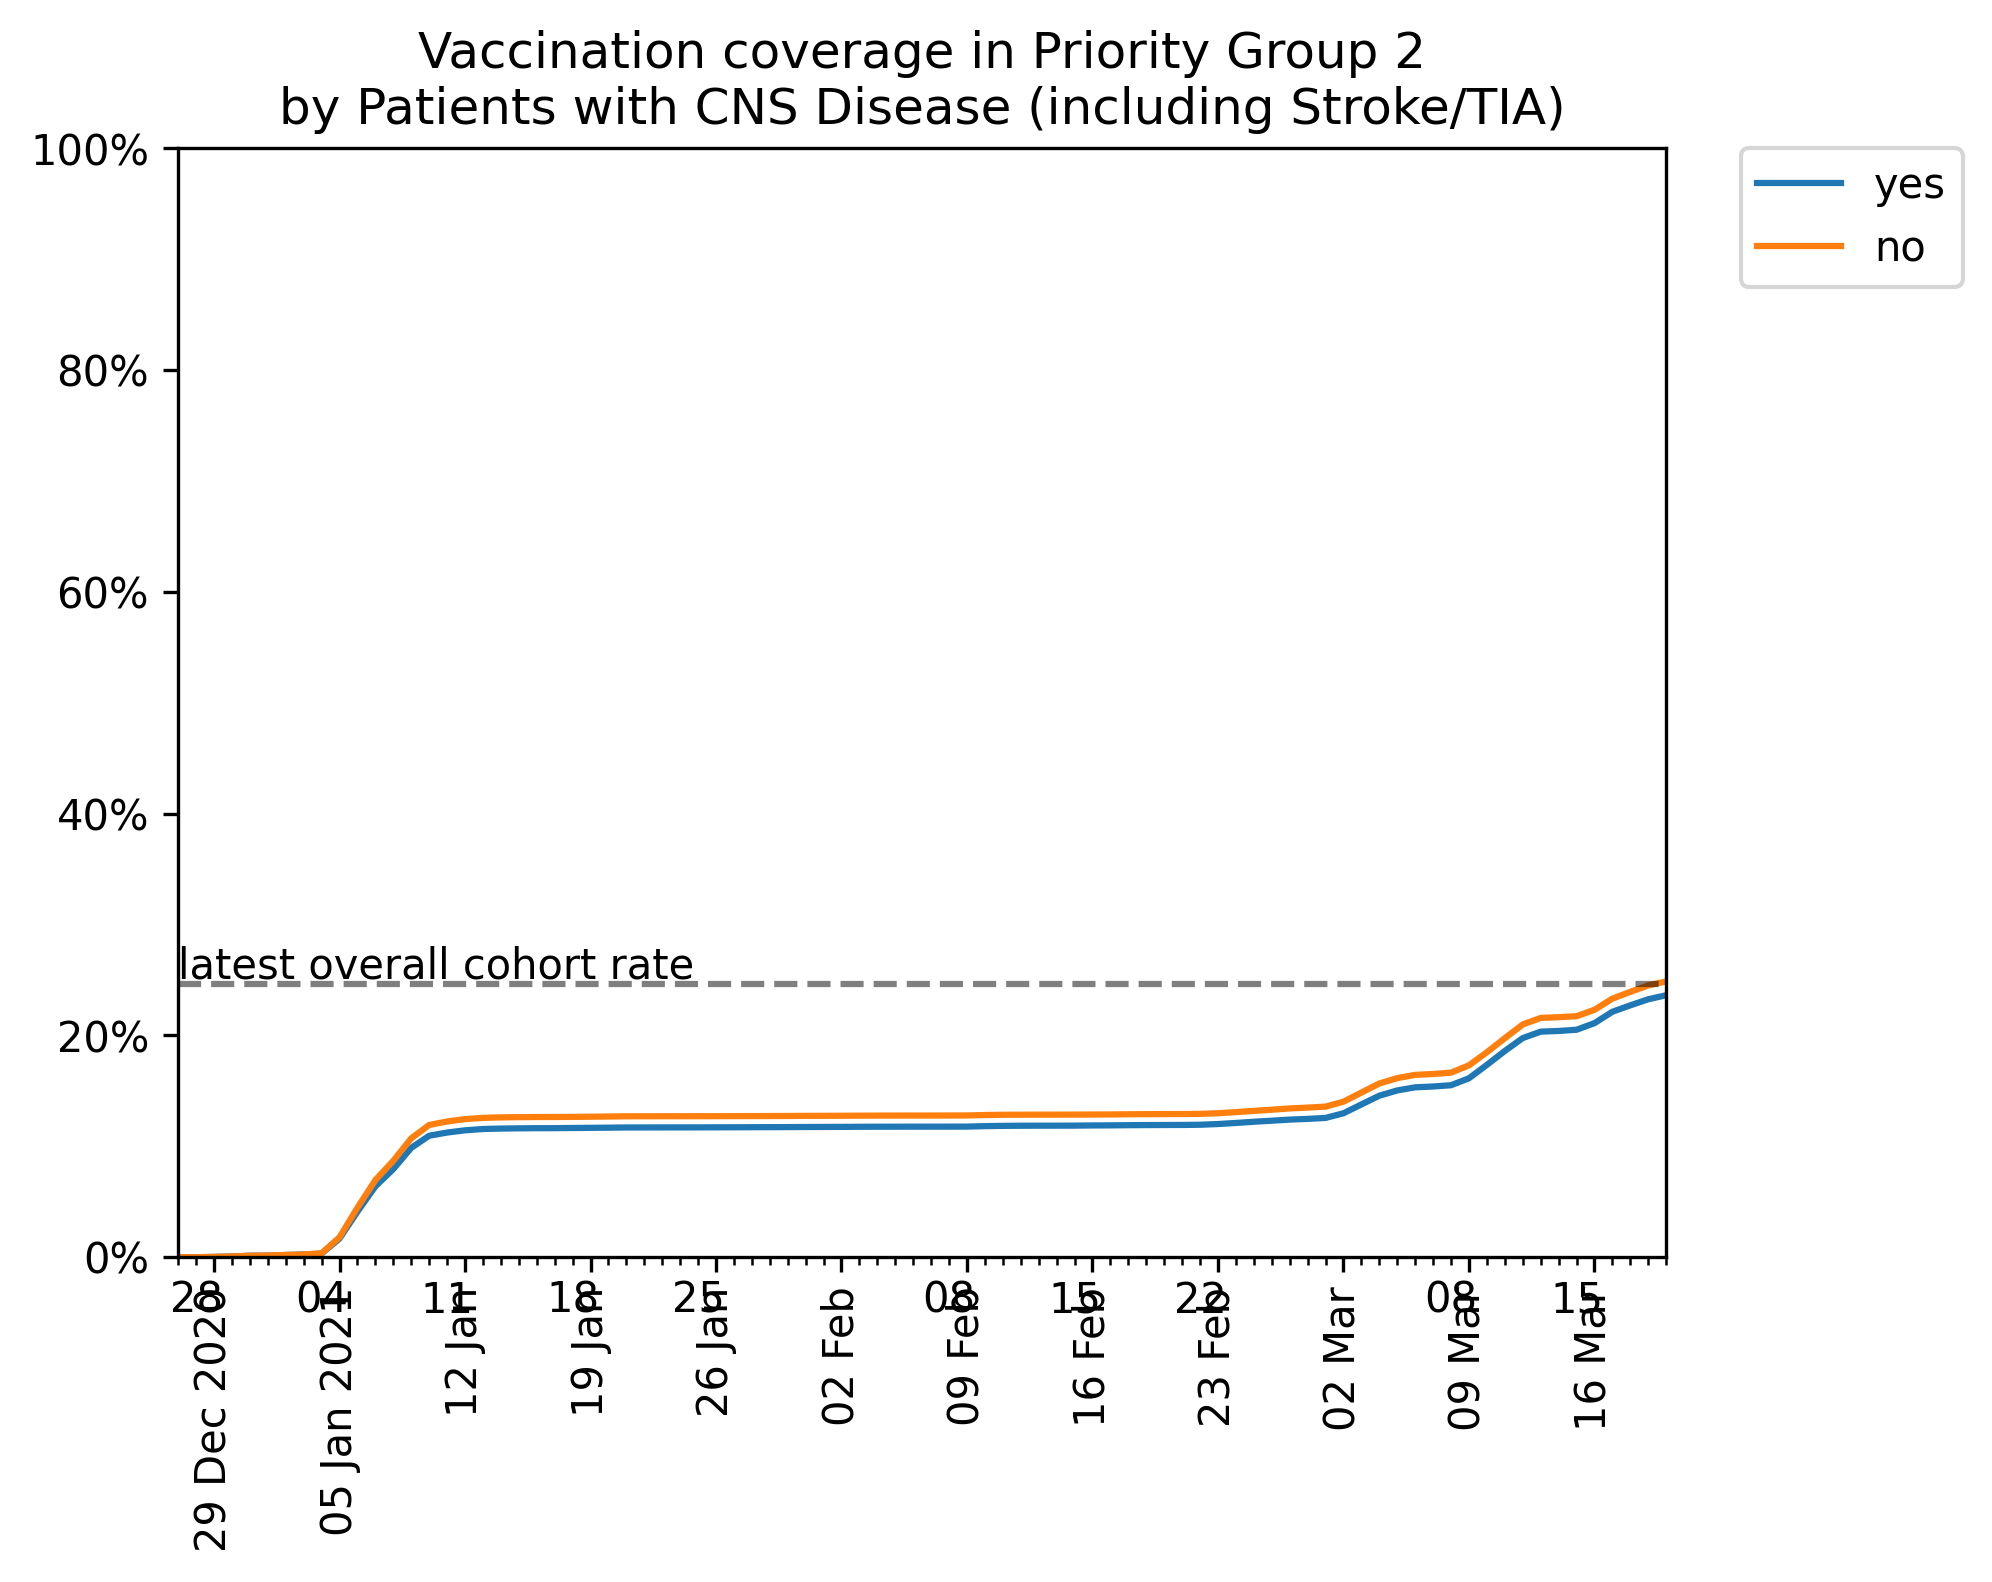 Vaccination coverage in Priority Group 2
by Patients with CNS Disease (including Stroke/TIA)
yes
no
100%
80%
60%
40%
20%
0%
latest overall cohort rate
28
04
11
18
25
08
15
22
08
15
29 Dec 2020
05 Jan 2021
12 Jan
19 Jan
26 Jan
02 Feb
09 Feb
16 Feb
23 Feb
02 Mar
09 Mar
16 Mar